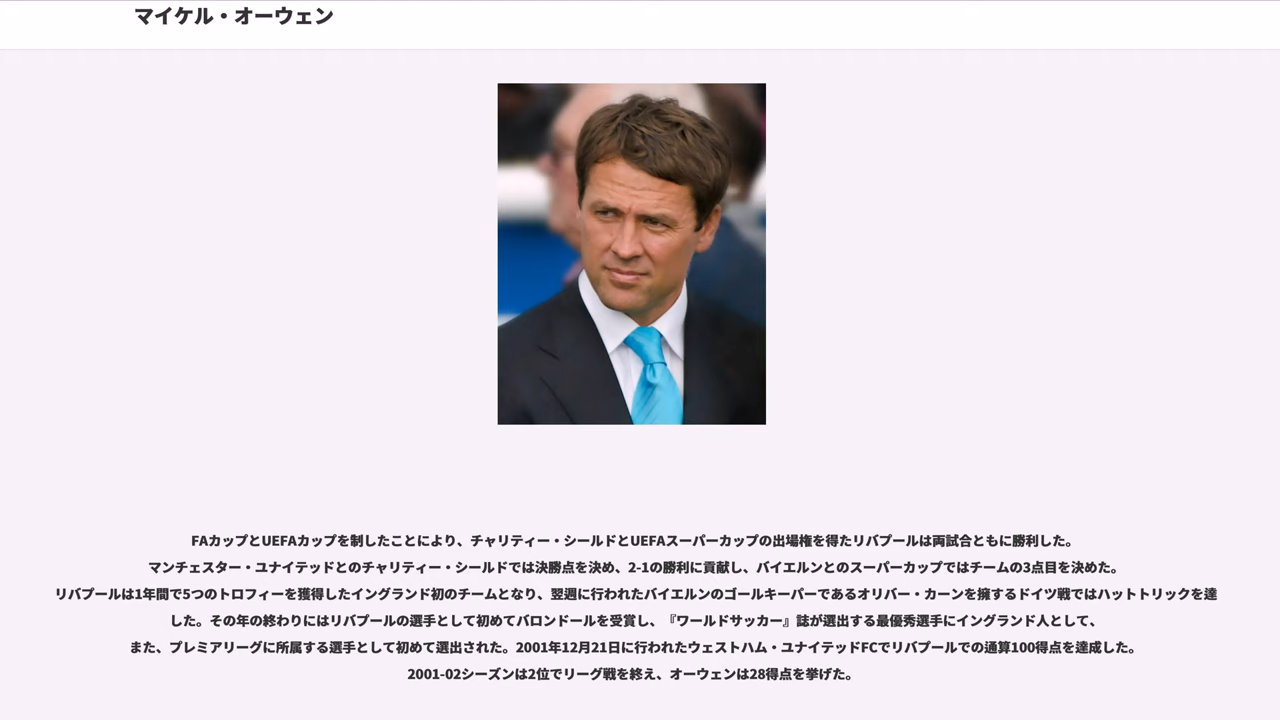 マイケル・オーウェン
FAカップとUEFAカップを制したことにより、チャリティー・シールドとUEFAスーパーカップの出場権を得たリバプールは両試合ともに勝利した。
マンチェスター・ユナイテッドとのチャリティー・シールドでは決勝点を決め、2-1の勝利に貢献し、バイエルンとのスーパーカップではチームの3点目を決めた。
リバプールは1年間で5つのトロフィーを獲得したイングランド初のチームとなり、翌週に行われたバイエルンのゴールキーパーであるオリバー・カーンを擁するドイツ戦ではハットトリックを達
した。その年の終わりにはリバプールの選手として初めてバロンドールを受賞し、『ワールドサッカー』誌が選出する最優秀選手にイングランド人として、
また、プレミアリーグに所属する選手として初めて選出された。2001年12月21日に行われたウェストハム・ユナイテッドFCでリバプールでの通算100得点を達成した。
2001-02シーズンは2位でリーグ戦を終え、オーウェンは28得点を挙げた。